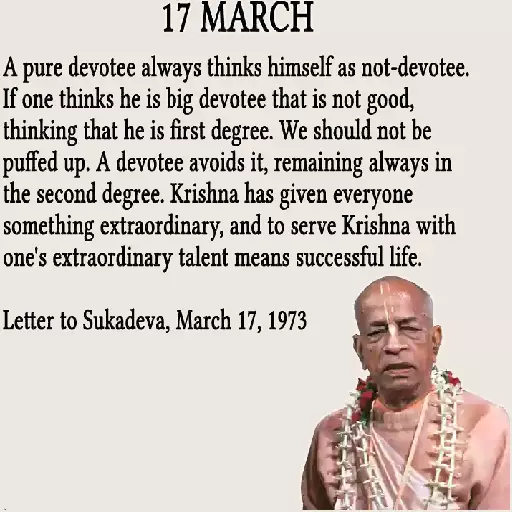 17 MARCH
A pure devotee always thinks himself as not-devotee.
If one thinks he is big devotee that is not good,
thinking that he is first degree. We should not be
puffed up. A devotee avoids it, remaining always in
the second degree. Krishna has given everyone
something extraordinary, and to serve Krishna with
one's extraordinary talent means successful life.
Letter to Sukadeva, March 17, 1973